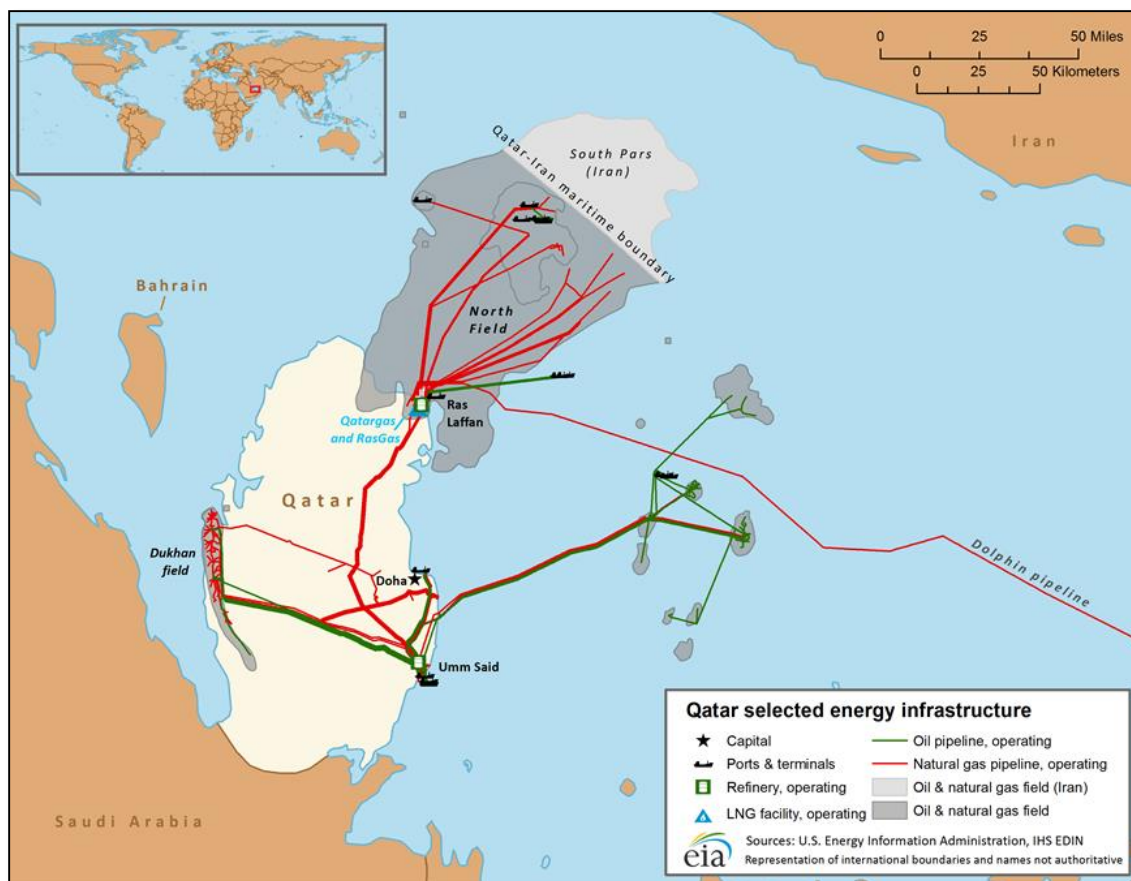 0 25 50 Miles
0 25 50 Kilometers
Iran
South Pars
(Iran)
Qatar-Iran maritime boundary
Bahrain
North
Field
Ras
Laffan
Qatargas
and RasGas
Qatar
Dukhan
field
Doha
Dolphin pipeline
Umm Said
Saudi Arabia
Qatar selected energy infrastructure
Capital
Ports & terminals
Refinery, operating
LNG facility, operating
Oil pipeline, operating
Natural gas pipeline, operating
Oil & natural gas field (Iran)
Oil & natural gas field
eia
Sources: U.S. Energy Information Administration, IHS EDIN
Representation of international boundaries and names not authoritative